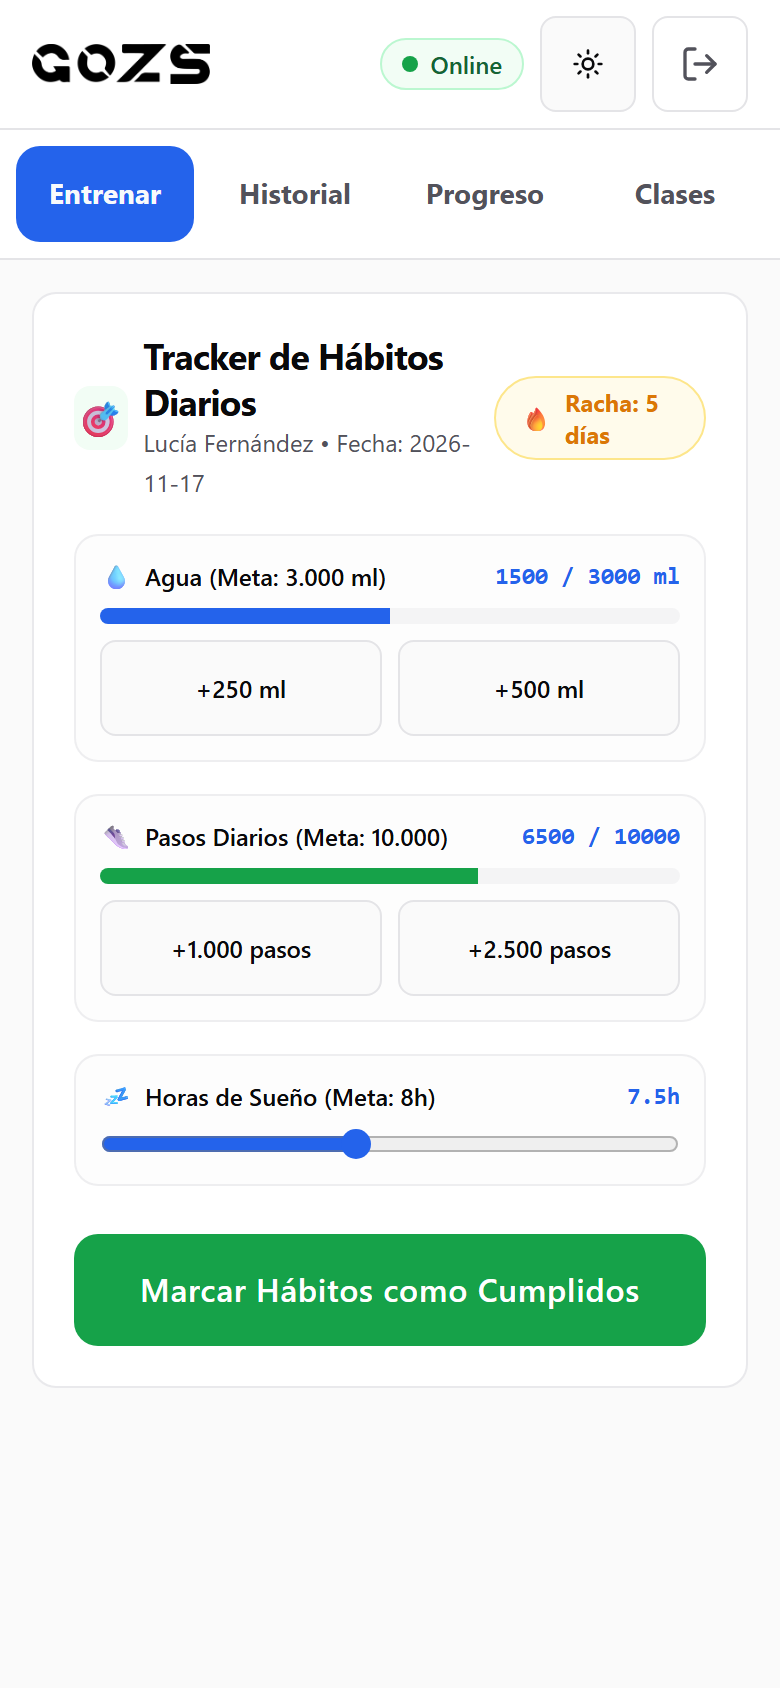 GOZS
Online
Entrenar
Historial
Progreso
Clases
Tracker de Hábitos
Diarios
Lucía Fernández • Fecha: 2026-
11-17
Racha: 5
días
Agua (Meta: 3.000 ml)
1500 / 3000 ml
+250 ml
+500 ml
Pasos Diarios (Meta: 10.000)
6500 / 10000
+1.000 pasos
+2.500 pasos
Horas de Sueño (Meta: 8h)
7.5h
Marcar Hábitos como Cumplidos